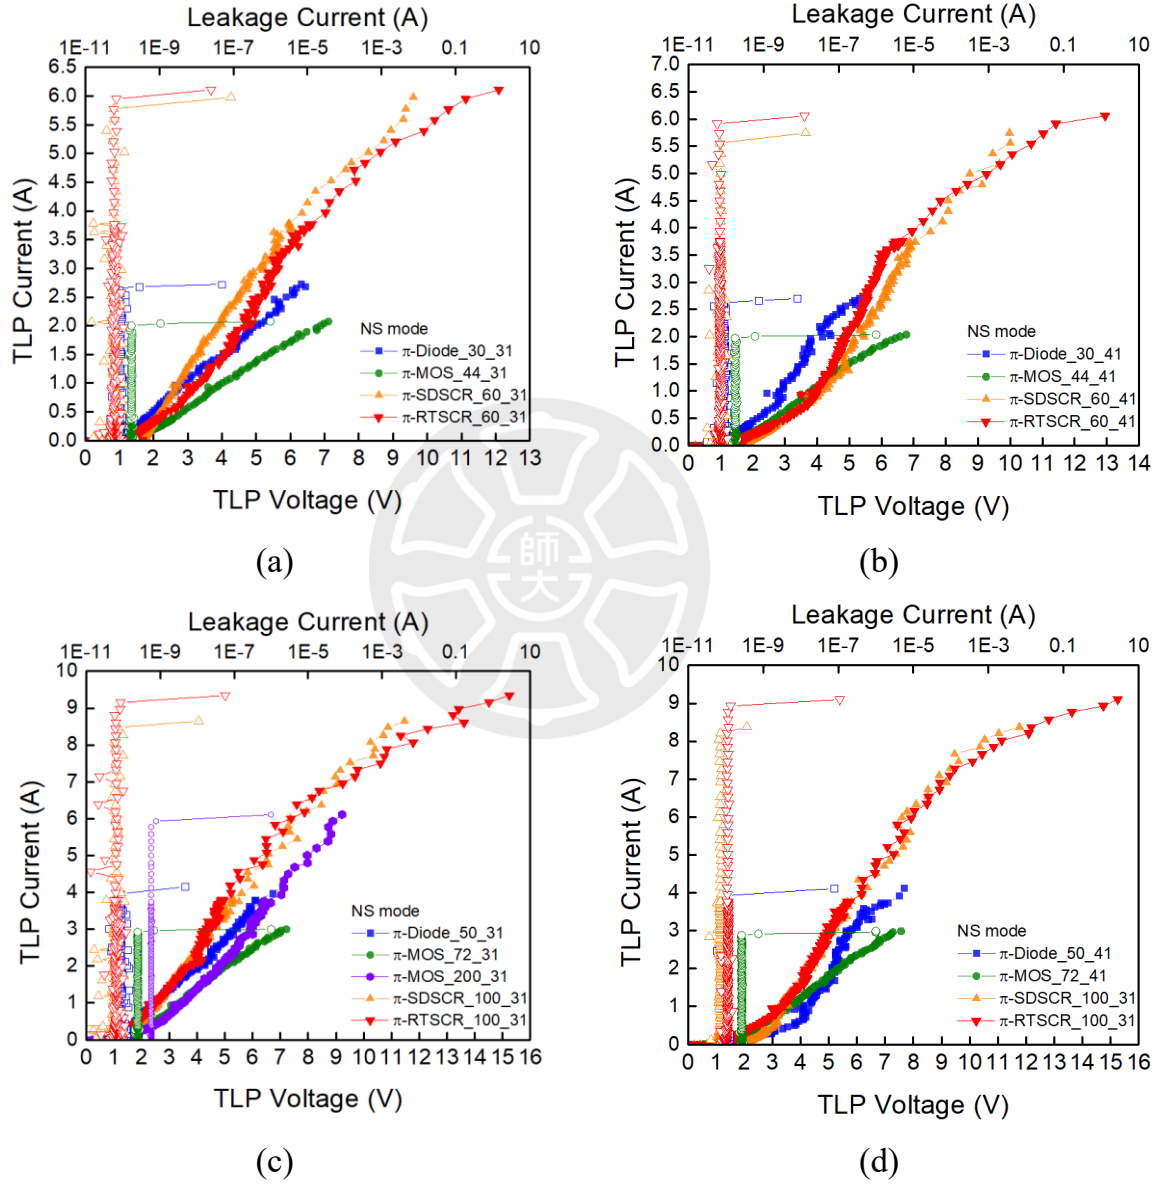 Leakage Current (A)
1E-11 1E-9 1E-7 1E-5 1E-3 0.1 10
6.5
6.0
5.5
5.0
4.5
4.0
3.5
3.0
2.5
2.0
1.5
1.0
0.5
0.0
TLP Current (A)
NS mode
π-Diode_30_31
π-MOS_44_31
π-SDSCR_60_31
π-RTSCR_60_31
0 1 2 3 4 5 6 7 8 9 10 11 12 13
TLP Voltage (V)
(a)
Leakage Current (A)
1E-11 1E-9 1E-7 1E-5 1E-3 0.1 10
7.0
6.5
6.0
5.5
5.0
4.5
4.0
3.5
3.0
2.5
2.0
1.5
1.0
0.5
0.0
TLP Current (A)
NS mode
π-Diode_30_41
π-MOS_44_41
π-SDSCR_60_41
π-RTSCR_60_41
0 1 2 3 4 5 6 7 8 9 10 11 12 13 14
TLP Voltage (V)
(b)
師大
Leakage Current (A)
1E-11 1E-9 1E-7 1E-5 1E-3 0.1 10
10
9
8
7
6
5
4
3
2
1
0
TLP Current (A)
NS mode
π-Diode_50_31
π-MOS_72_31
π-MOS_200_31
π-SDSCR_100_31
π-RTSCR_100_31
0 1 2 3 4 5 6 7 8 9 10 11 12 13 14 15 16
TLP Voltage (V)
(c)
Leakage Current (A)
1E-11 1E-9 1E-7 1E-5 1E-3 0.1 10
10
9
8
7
6
5
4
3
2
1
0
TLP Current (A)
NS mode
π-Diode_50_41
π-MOS_72_41
π-SDSCR_100_31
π-RTSCR_100_31
0 1 2 3 4 5 6 7 8 9 10 11 12 13 14 15 16
TLP Voltage (V)
(d)